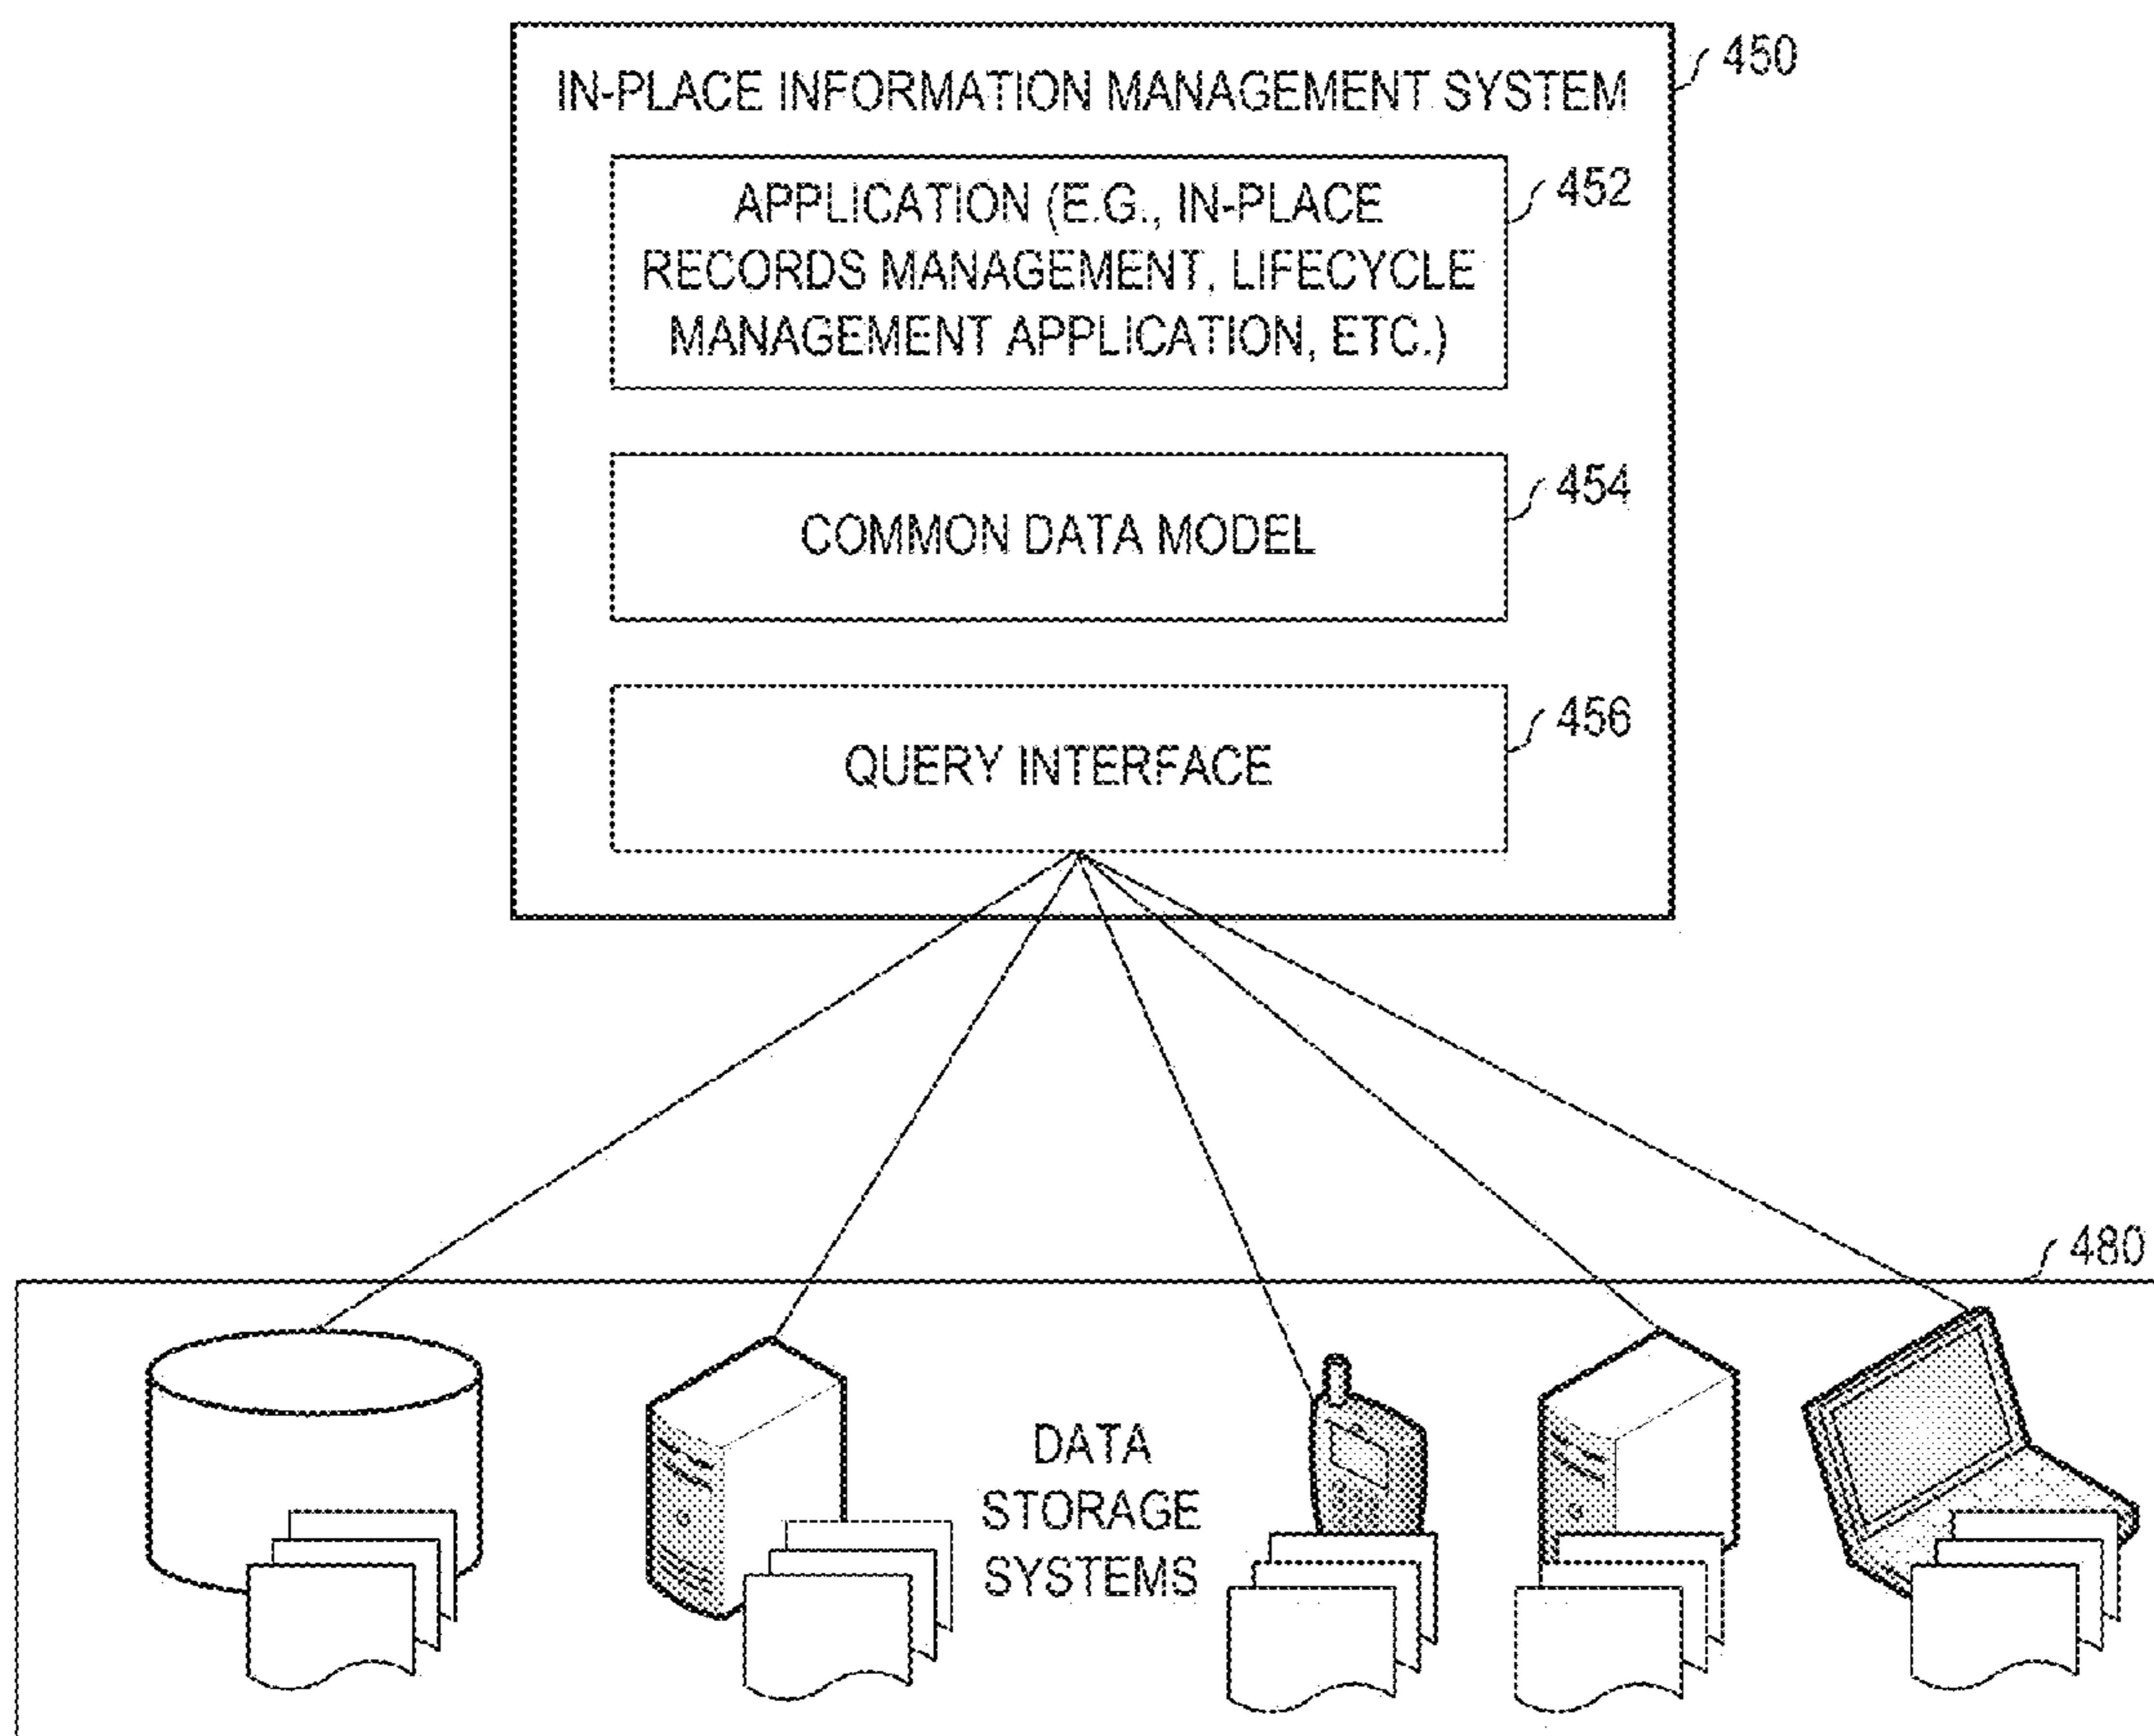 IN-PLACE INFORMATION MANAGEMENT SYSTEM
450
APPLICATION (E.G., IN-PLACE
RECORDS MANAGEMENT, LIFECYCLE
MANAGEMENT APPLICATION, ETC.)
452
COMMON DATA MODEL
454
QUERY INTERFACE
456
480
DATA
STORAGE
SYSTEMS